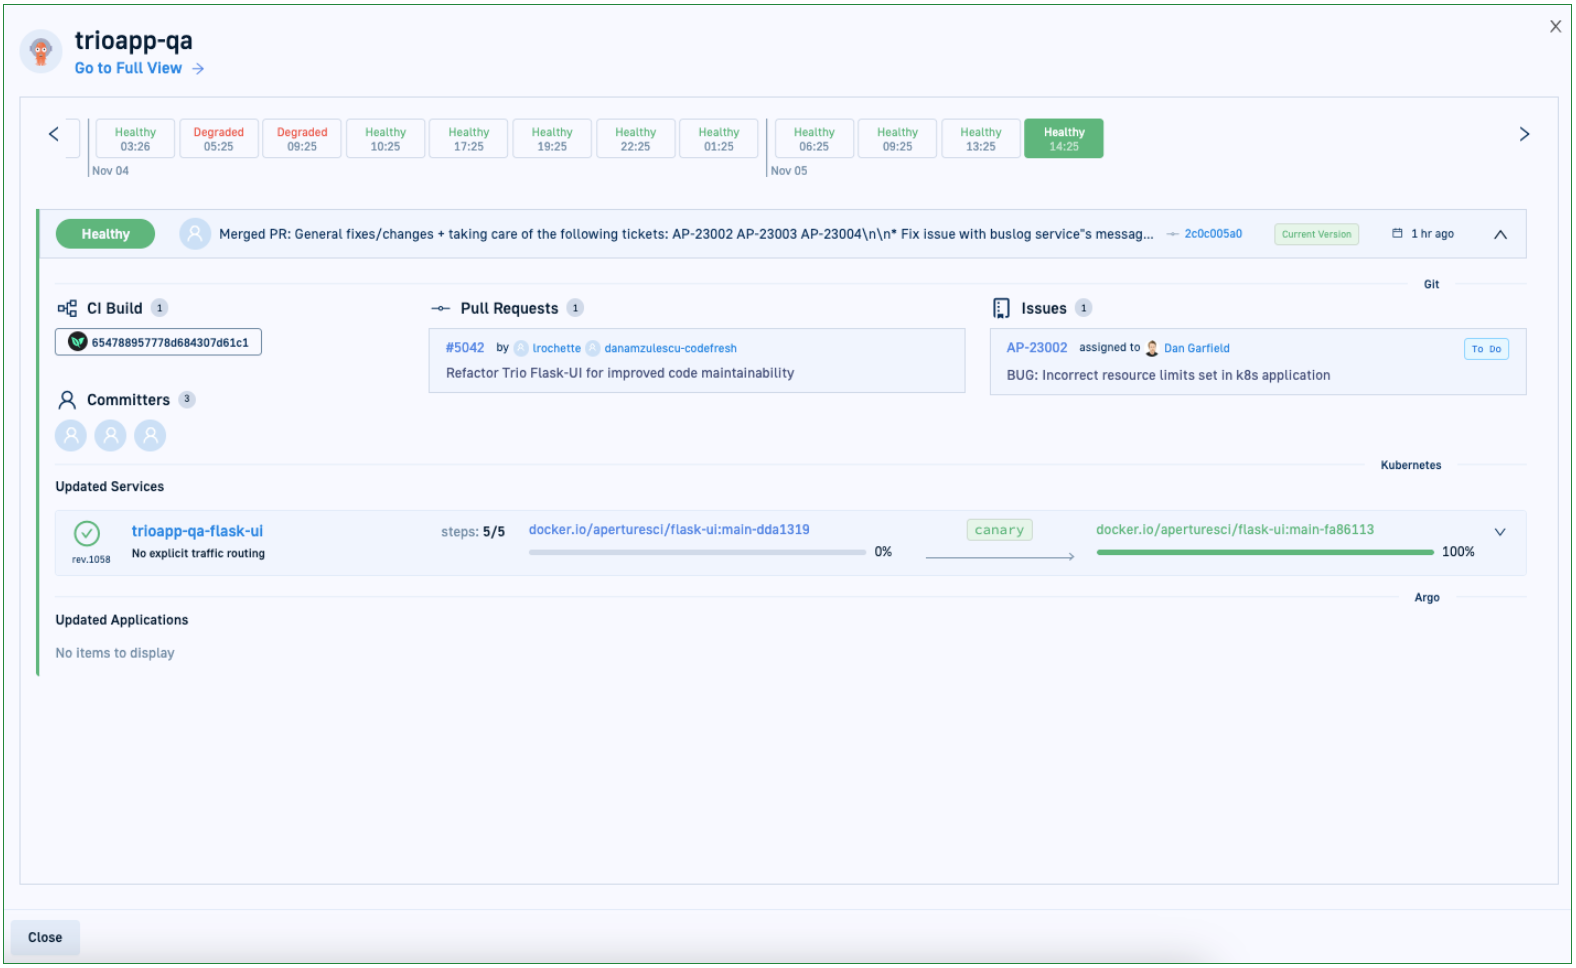 trioapp-qa
Go to Full View
Healthy 03:26
Degraded 05:25
Degraded 09:25
Healthy 10:25
Healthy 17:25
Healthy 19:25
Healthy 22:25
Healthy 01:25
Healthy 06:25
Healthy 09:25
Healthy 13:25
Healthy 14:25
Nov 04
Nov 05
Healthy Merged PR: General fixes/changes + taking care of the following tickets: AP-23002 AP-23003 AP-23004\n\n* Fix issue with buslog service"s messag... 2c0c005a0 Current Version 1 hr ago
Git
CI Build 1
654788957778d684307d61c1
Committers 3
Pull Requests 1
#5042 by lrochette danamzulescu-codefresh
Refactor Trio Flask-UI for improved code maintainability
Issues 1
AP-23002 assigned to Dan Garfield To Do
BUG: Incorrect resource limits set in k8s application
Kubernetes
Updated Services
rev.1058
trioapp-qa-flask-ui
No explicit traffic routing
steps: 5/5
docker.io/aperturesci/flask-ui:main-dda1319
0%
canary
docker.io/aperturesci/flask-ui:main-fa86113
100%
Argo
Updated Applications
No items to display
Close